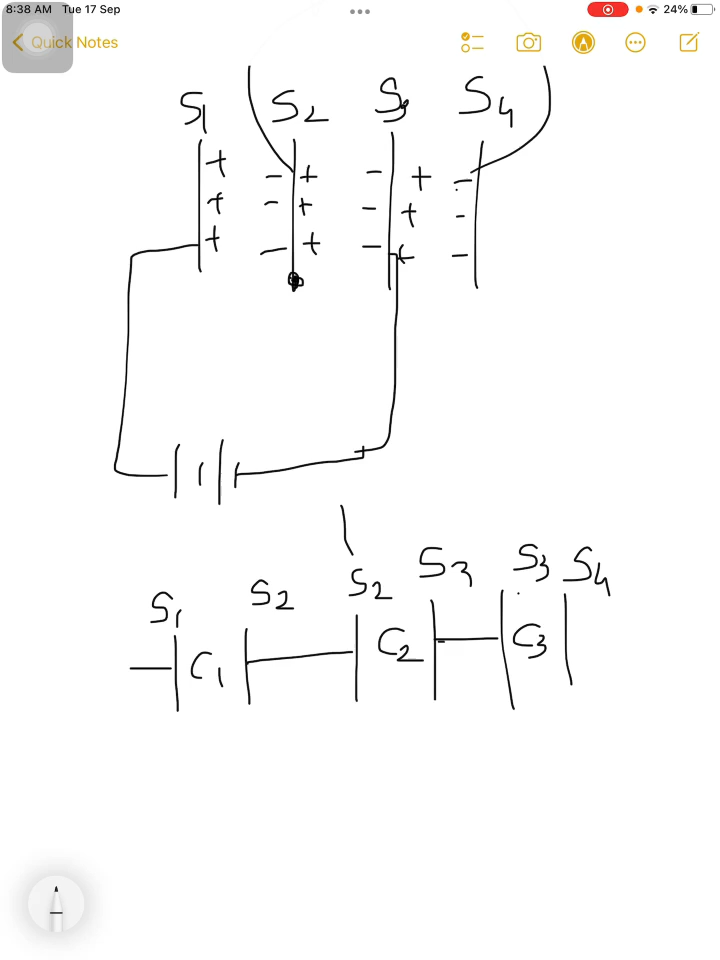 8:38 AM Tue 17 Sep
24%
Quick Notes
S1 S2 S3 S4
+ - + - + -
+ - + - + -
+ - + - + -
S1 S2 S2 S3 S3 S4
C1 C2 C3